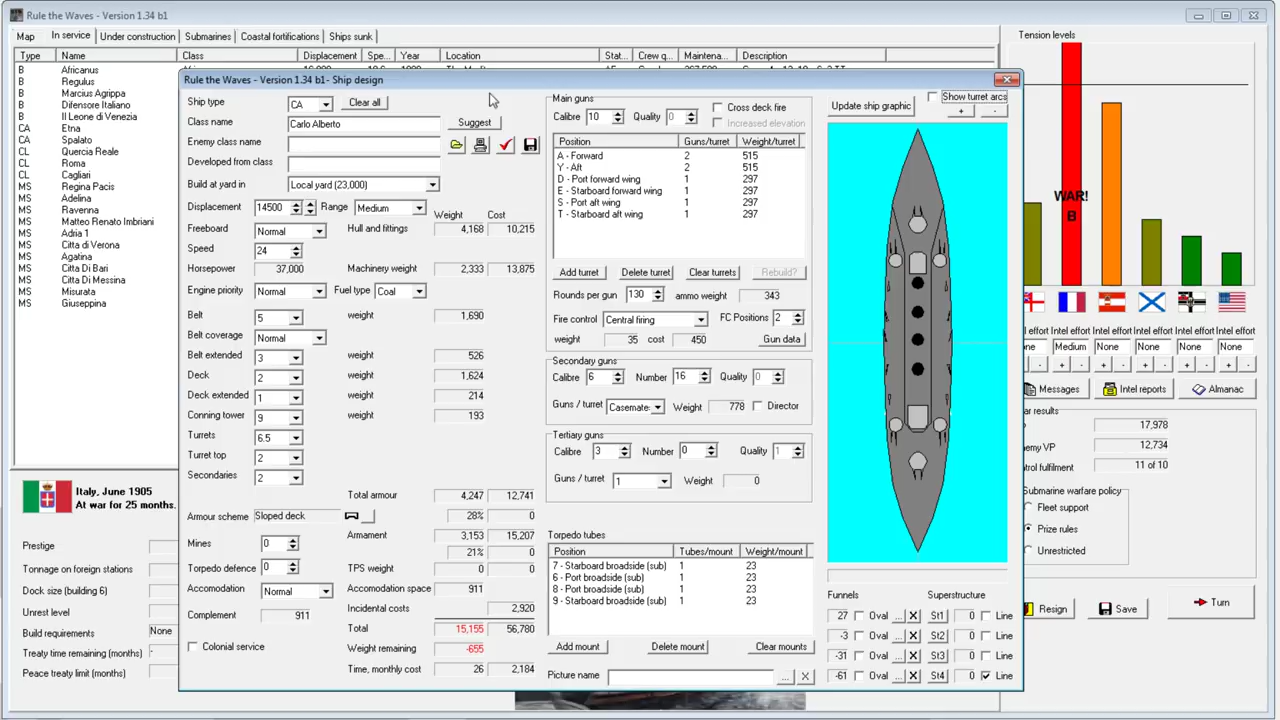 Rule the Waves - Version 1.34 b1
Map In service Under construction Submarines Coastal fortifications Ships sunk
Type Name Class Displacement Spe... Year Location Stat... Crew q... Maintena... Description
B Africanus
B Regulus
B Marcus Agrippa
B Difensore Italiano
B Il Leone di Venezia
CA Etna
CA Spalato
CL Quercia Reale
CL Roma
CL Cagliari
MS Regina Pacis
MS Adelina
MS Ravenna
MS Matteo Renato Imbriani
MS Adria 1
MS Citta di Verona
MS Agatina
MS Citta Di Bari
MS Citta Di Messina
MS Misurata
MS Giuseppina
Italy, June 1905
At war for 25 months.
Prestige
Tonnage on foreign stations
Dock size (building 6)
Unrest level
Build requirements None
Treaty time remaining (months) -
Peace treaty limit (months)
Rule the Waves - Version 1.34 b1- Ship design
Ship type CA Clear all
Class name Carlo Alberto Suggest
Enemy class name
Developed from class
Build at yard in Local yard (23,000)
Displacement 14500 Range Medium Weight Cost
Freeboard Normal Hull and fittings 4,168 10,215
Speed 24
Horsepower 37,000 Machinery weight 2,333 13,875
Engine priority Normal Fuel type Coal
Belt 5 weight 1,690
Belt coverage Normal
Belt extended 3 weight 526
Deck 2 weight 1,624
Deck extended 1 weight 214
Conning tower 9 weight 193
Turrets 6.5
Turret top 2
Secondaries 2
Total amour 4,247 12,741
Armour scheme Sloped deck 28% 0
Mines 0 Armament 3,153 15,207
21% 0
Torpedo defence 0 TPS weight 0 0
Accomodation Normal Accomodation space 911
Incidental costs 2,920
Complement 911
Total 15,155 56,780
Colonial service Weight remaining -655
Time, monthly cost 26 2,184
Main guns
Calibre 10 Quality 0 Cross deck fire
Increased elevation
Position Guns/turret Weight/turret
A - Forward 2 515
Y - Aft 2 515
D - Port forward wing 1 297
E - Starboard forward wing 1 297
S - Port aft wing 1 297
T - Starboard aft wing 1 297
Add turret Delete turret Clear turrets Rebuild?
Rounds per gun 130 ammo weight 343
Fire control Central firing FC Positions 2
weight 35 cost 450 Gun data
Secondary guns
Calibre 6 Number 16 Quality 0
Guns / turret Casemate: Weight 778 Director
Tertiary guns
Calibre 3 Number 0 Quality 1
Guns / turret 1 Weight 0
Torpedo tubes
Position Tubes/mount Weight/mount
7 - Starboard broadside (sub) 1 23
6 - Port broadside (sub) 1 23
8 - Port broadside (sub) 1 23
9 - Starboard broadside (sub) 1 23
Add mount Delete mount Clear mounts
Picture name ... X
Update ship graphic Show turret arcs
+ -
Funnels Superstructure
27 Oval ... X St1 0 Line
-3 Oval ... X St2 0 Line
-31 Oval ... X St3 0 Line
-61 Oval ... X St4 0 Line
Tension levels
WAR!
B
Intel effort Intel effort Intel effort Intel effort Intel effort
Medium None None None None
+ - + - + - + - + -
Messages Intel reports Almanac
17,978
12,734
11 of 10
Submarine warfare policy
Fleet support
Prize rules
Unrestricted
Resign Save Turn